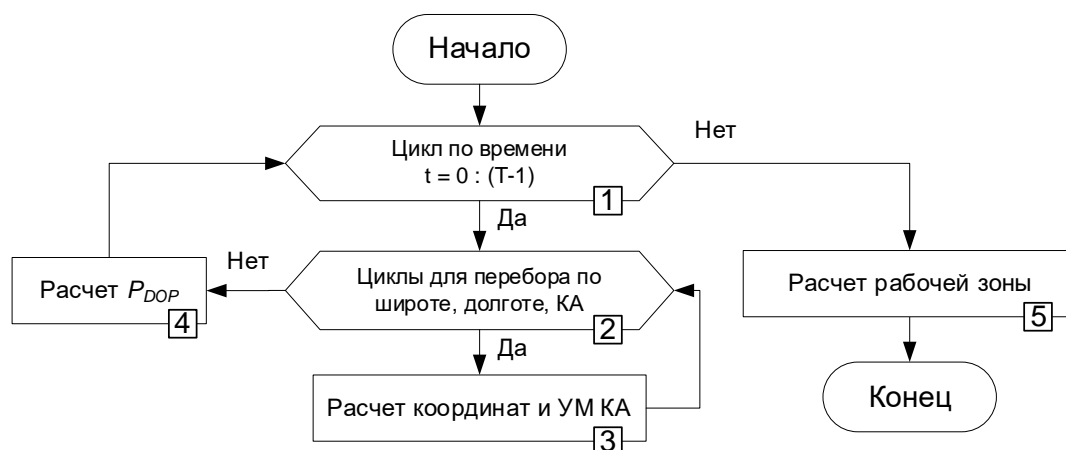 Начало
Цикл по времени
t = 0 : (T-1)
1
Нет
Да
Циклы для перебора по
широте, долготе, КА
2
Нет
Расчет P_DOP
4
Да
Расчет координат и УМ КА
3
Расчет рабочей зоны
5
Конец